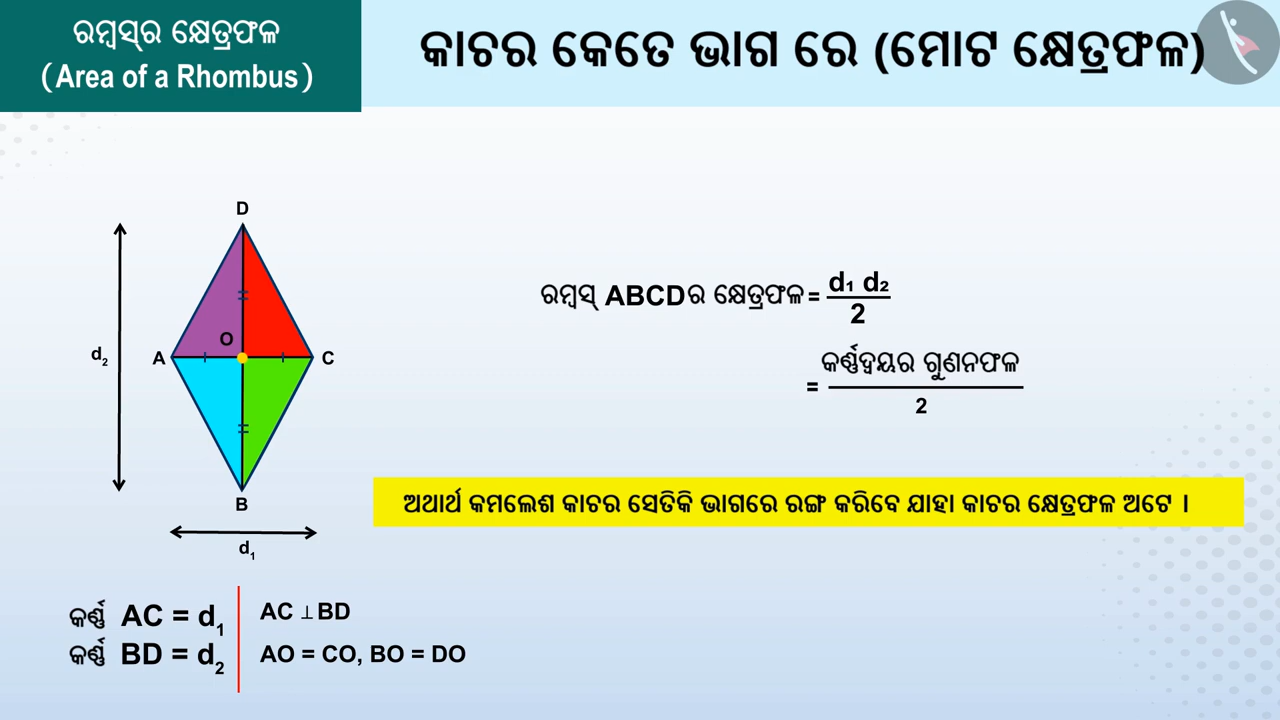 ରମ୍ବସ୍‌ର କ୍ଷେତ୍ରଫଳ
(Area of a Rhombus)
କାଚର କେତେ ଭାଗ ରେ (ମୋଟ କ୍ଷେତ୍ରଫଳ)
D
O
A
C
d₂
B
d₁
ରମ୍ବସ୍ ABCDର କ୍ଷେତ୍ରଫଳ = d₁ d₂
2
= କର୍ଣ୍ଣଦ୍ୱୟର ଗୁଣନଫଳ
2
ଅଥାର୍ଥ କମଲେଶ କାଚର ସେତିକି ଭାଗରେ ରଙ୍ଗ କରିବେ ଯାହା କାଚର କ୍ଷେତ୍ରଫଳ ଅଟେ ।
କର୍ଣ୍ଣ AC = d₁
କର୍ଣ୍ଣ BD = d₂
AC ⊥ BD
AO = CO, BO = DO